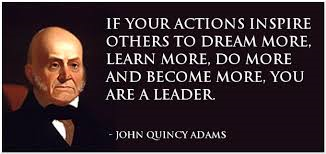 IF YOUR ACTIONS INSPIRE
OTHERS TO DREAM MORE,
LEARN MORE, DO MORE
AND BECOME MORE, YOU
ARE A LEADER.
- JOHN QUINCY ADAMS